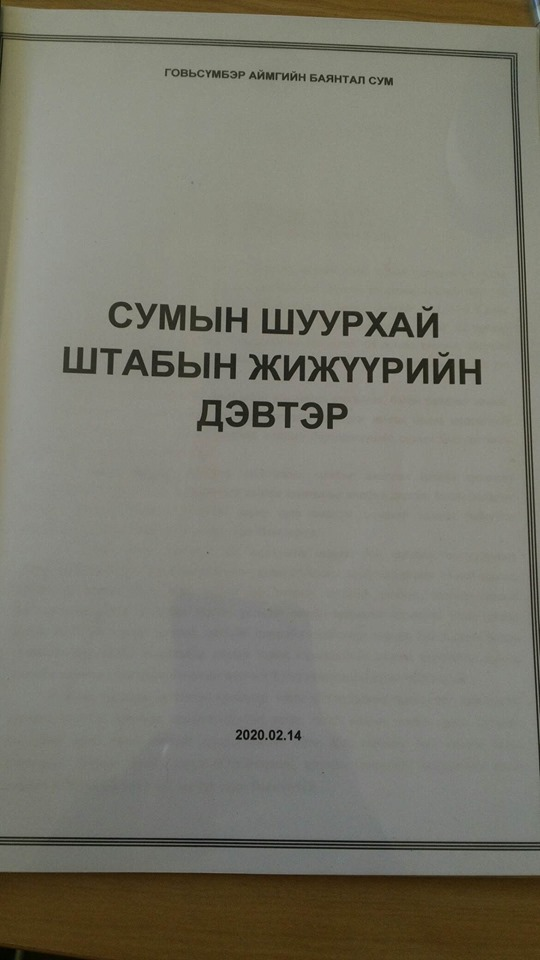 ГОВЬСҮМБЭР АЙМГИЙН БАЯНТАЛ СУМ
СУМЫН ШУУРХАЙ
ШТАБЫН ЖИЖҮҮРИЙН
ДЭВТЭР
2020.02.14